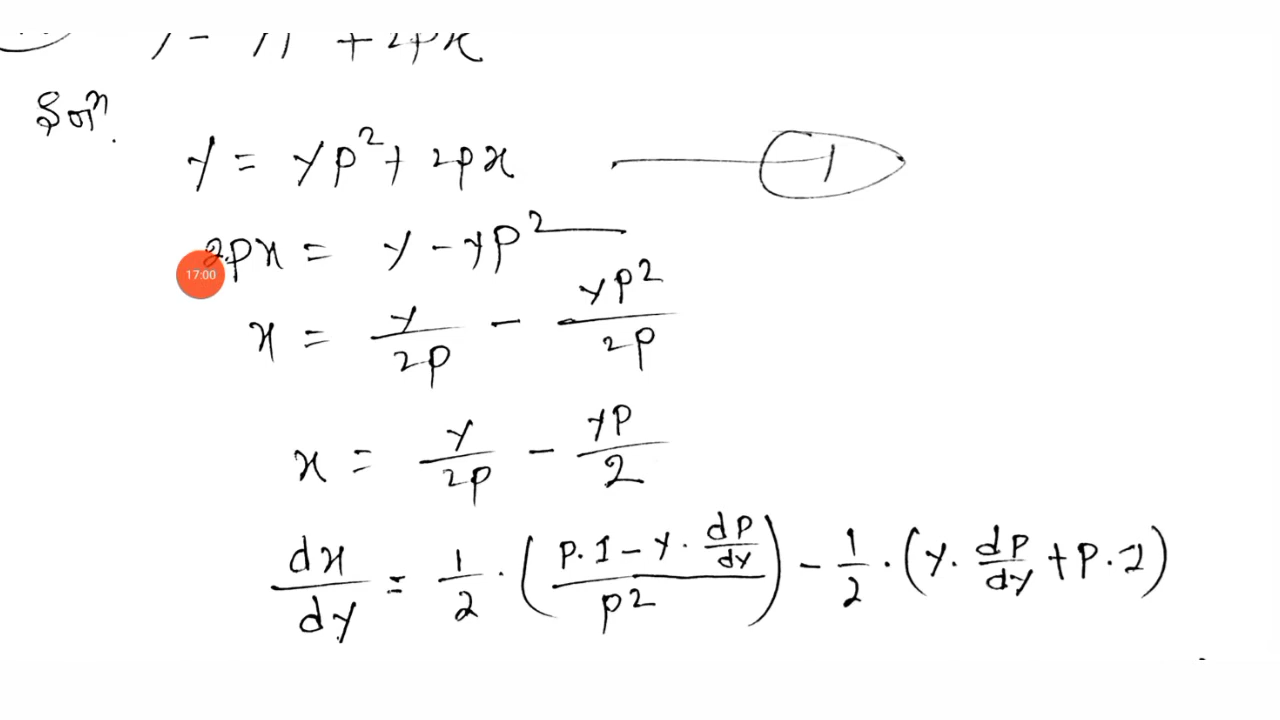 + 2px
Soln.
y = yp² + 2px ——— 1
2px = y - yp²
17:00
x = y/2p - yp²/2p
x = y/2p - yp/2
dx/dy = 1/2 · (p·1 - y·dp/dy / p²) - 1/2 · (y·dp/dy + p·1)